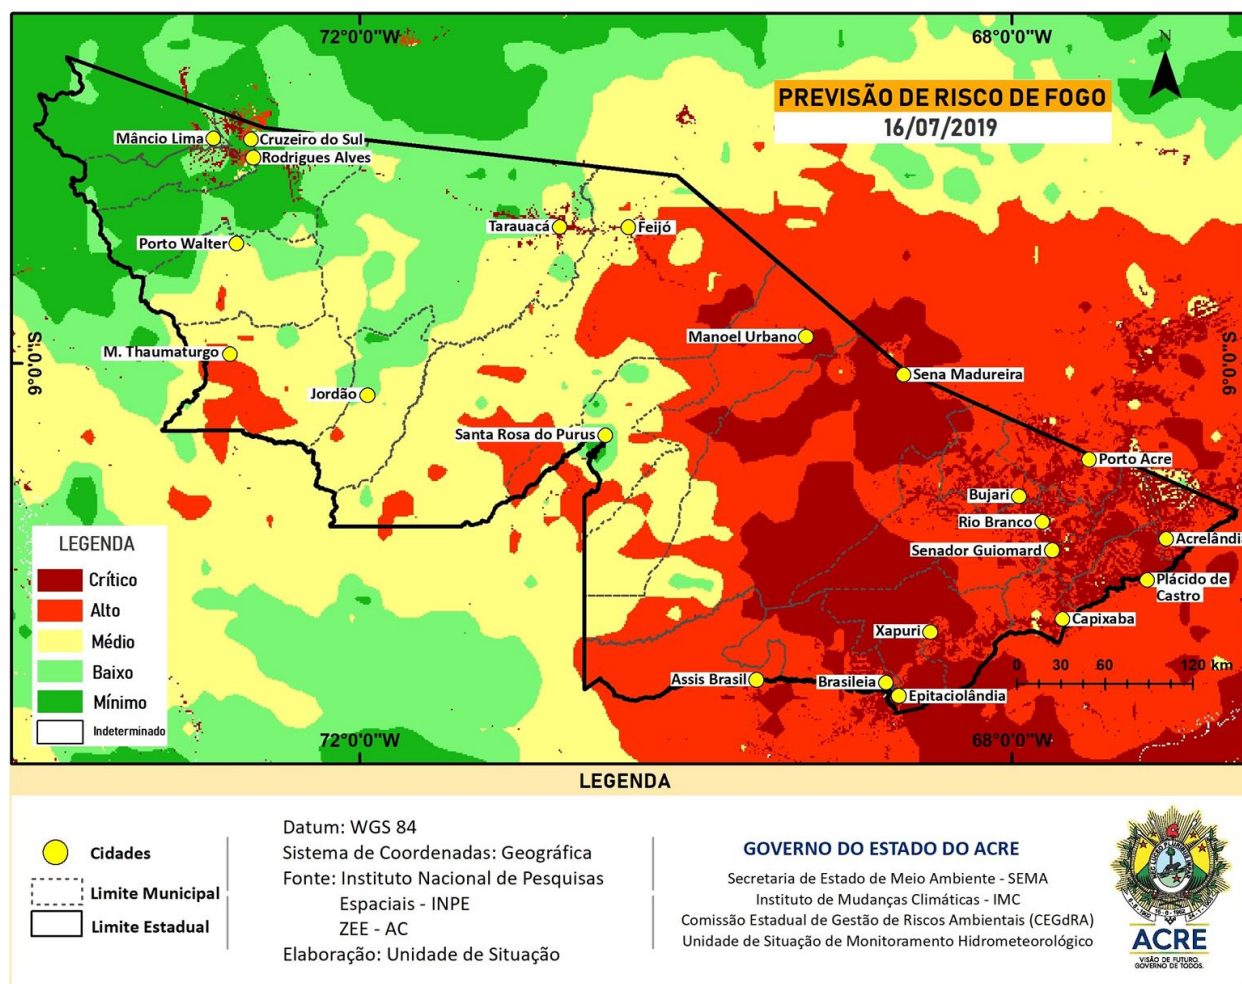 72°0'0"W
68°0'0"W
N
PREVISÃO DE RISCO DE FOGO
16/07/2019
Mâncio Lima
Cruzeiro do Sul
Rodrigues Alves
Tarauacá
Feijó
Porto Walter
Manoel Urbano
9°0'0"S
9°0'0"S
M. Thaumaturgo
Sena Madureira
Jordão
Santa Rosa do Purus
Porto Acre
Bujari
Rio Branco
Acrelândia
Senador Guiomard
Plácido de
Castro
Capixaba
Xapuri
Assis Brasil
Brasileia
Epitaciolândia
0 30 60 120 km
LEGENDA
Crítico
Alto
Médio
Baixo
Mínimo
Indeterminado
72°0'0"W
68°0'0"W
LEGENDA
Cidades
Limite Municipal
Limite Estadual
Datum: WGS 84
Sistema de Coordenadas: Geográfica
Fonte: Instituto Nacional de Pesquisas
Espaciais - INPE
ZEE - AC
Elaboração: Unidade de Situação
GOVERNO DO ESTADO DO ACRE
Secretaria de Estado de Meio Ambiente - SEMA
Instituto de Mudanças Climáticas - IMC
Comissão Estadual de Gestão de Riscos Ambientais (CEGdRA)
Unidade de Situação de Monitoramento Hidrometeorológico
ACRE
VISÃO DE FUTURO.
GOVERNO DE TODOS.